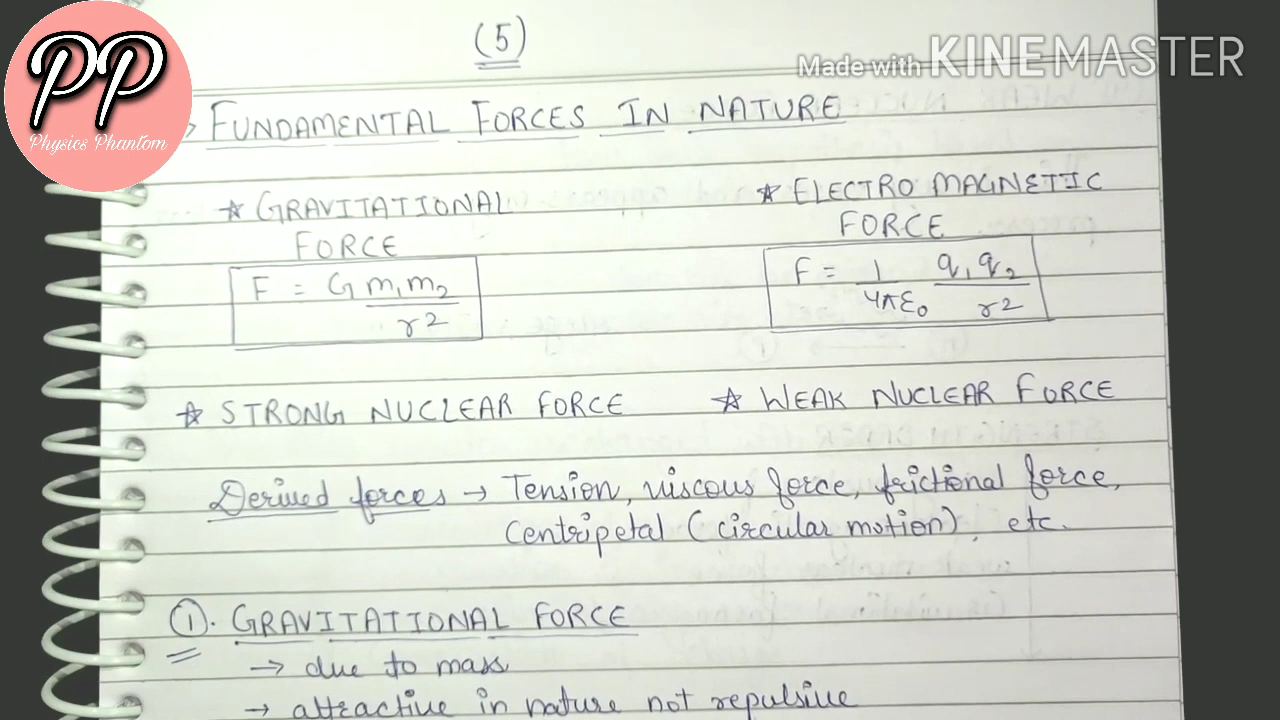 PP
Physics Phantom
Made with KINEMASTER
(5)
> FUNDAMENTAL FORCES IN NATURE
☆ GRAVITATIONAL FORCE
F = G m₁m₂ / r²
☆ ELECTRO MAGNETIC FORCE
F = 1 / 4πε₀ q₁q₂ / r²
☆ STRONG NUCLEAR FORCE
☆ WEAK NUCLEAR FORCE
Derived forces → Tension, viscous force, frictional force,
Centripetal (circular motion), etc.
①. GRAVITATIONAL FORCE
→ due to mass
→ attractive in nature not repulsive